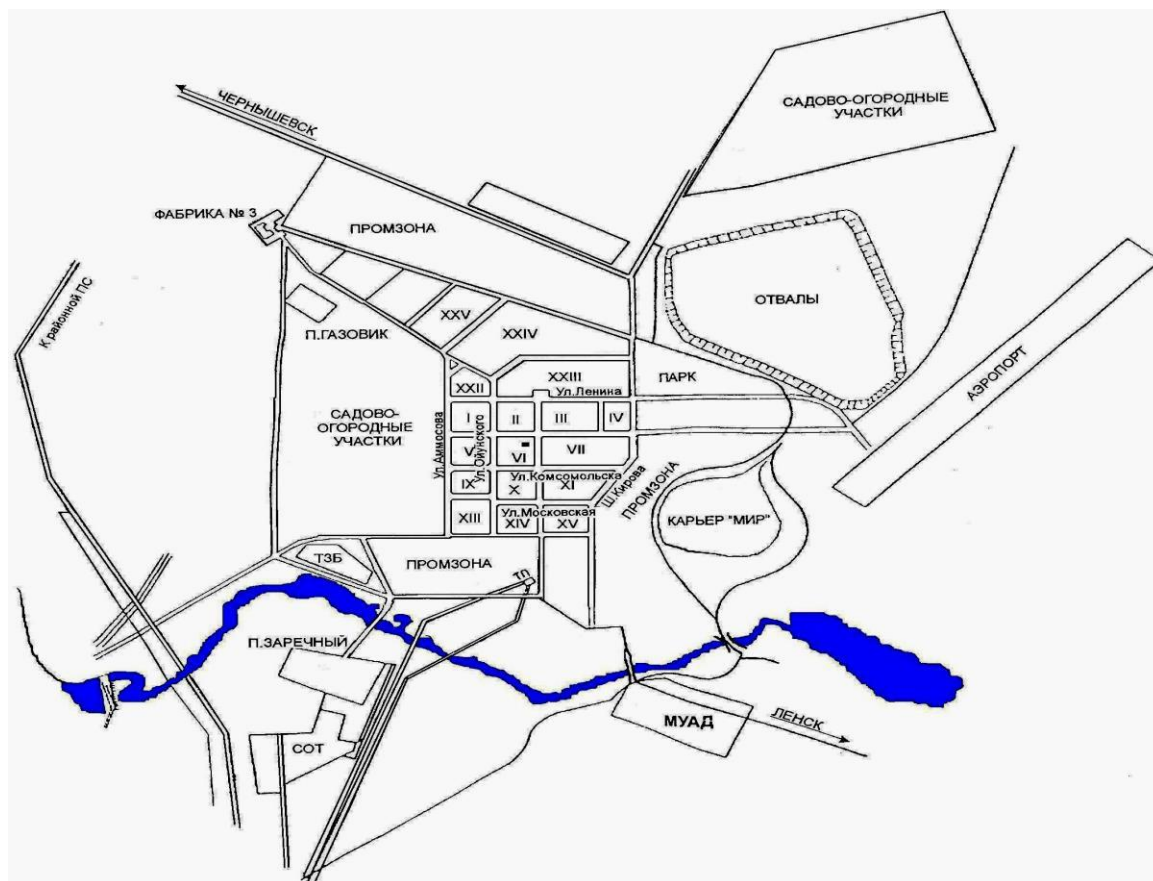 САДОВО-ОГОРОДНЫЕ
УЧАСТКИ
ЧЕРНЫШЕВСК
ФАБРИКА № 3
ПРОМЗОНА
К районной ПС
ОТВАЛЫ
XXV
XXIV
П.ГАЗОВИК
АЭРОПОРТ
XXIII
ПАРК
XXII
Ул.Ленина
САДОВО-
ОГОРОДНЫЕ
УЧАСТКИ
Ул.Аммосова
I
Ул.Ойунского
II
III
IV
V
VI
VII
Ул.Комсомольска
IX
X
XI
Ш.Кирова
ПРОМЗОНА
Ул.Московская
XIII
XIV
XV
КАРЬЕР "МИР"
ТЗБ
ПРОМЗОНА
ТП
П.ЗАРЕЧНЫЙ
МУАД
ЛЕНСК
СОТ